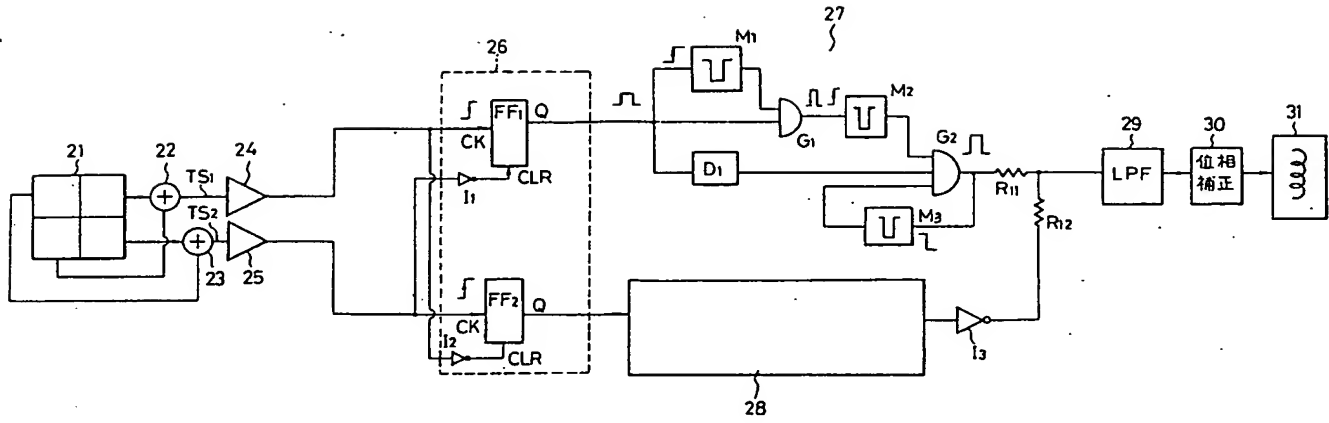 27
26
M1
FF1
Q
M2
G1
G2
29
30
31
21
22
24
TS1
CK
CLR
I1
D1
R11
LPF
位相
補正
TS2
M3
R12
23
25
FF2
Q
CK
I2
CLR
I3
28